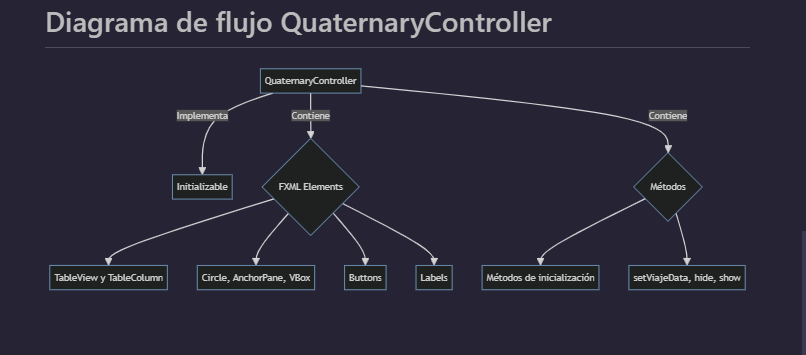 Diagrama de flujo QuaternaryController
QuaternaryController
Implementa
Contiene
Contiene
Initializable
FXML Elements
Métodos
TableView y TableColumn
Circle, AnchorPane, VBox
Buttons
Labels
Métodos de inicialización
setViajeData, hide, show